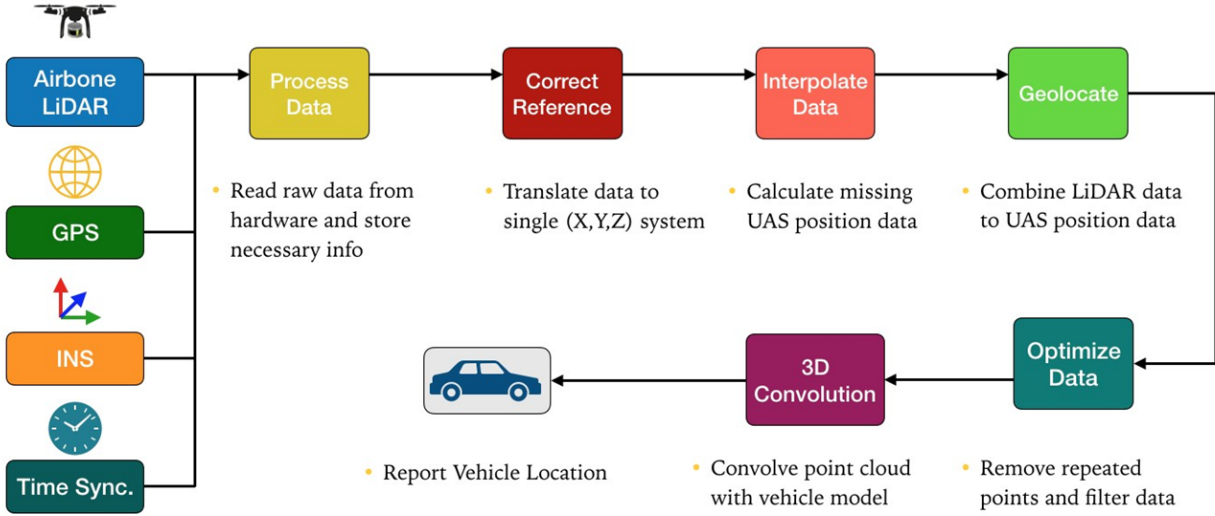 Airbone
LiDAR
GPS
INS
Time Sync.
Process
Data
• Read raw data from
hardware and store
necessary info
Correct
Reference
• Translate data to
single (X,Y,Z) system
Interpolate
Data
• Calculate missing
UAS position data
Geolocate
• Combine LiDAR data
to UAS position data
Optimize
Data
• Remove repeated
points and filter data
3D
Convolution
• Convolve point cloud
with vehicle model
• Report Vehicle Location